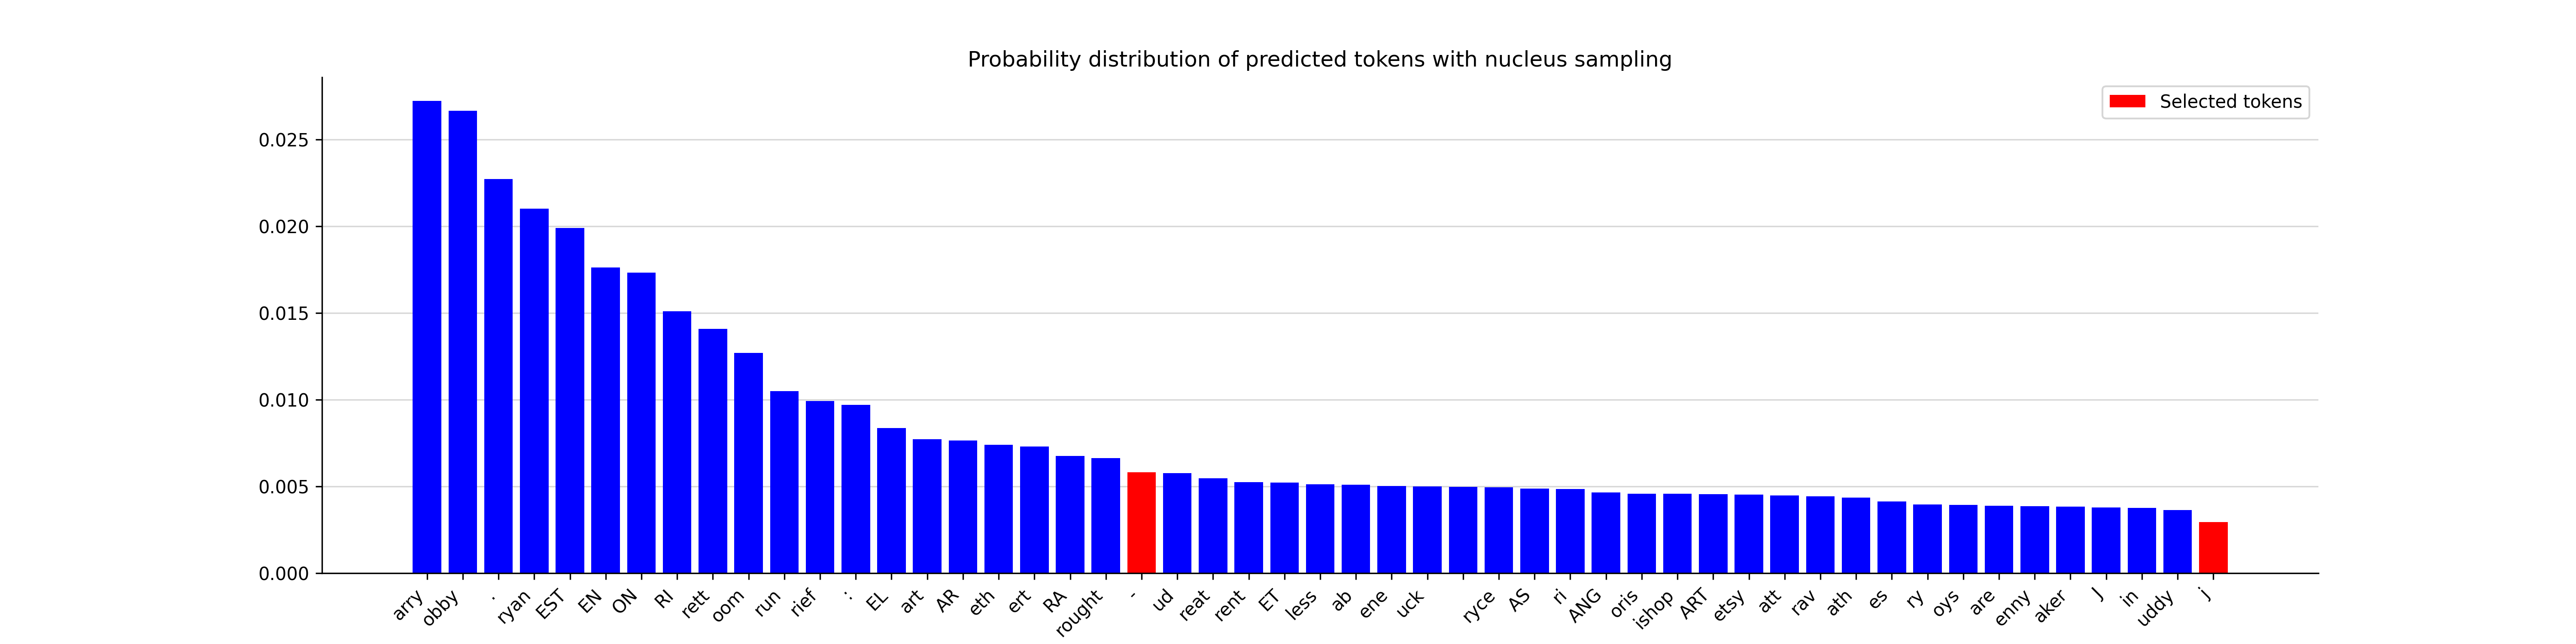 Probability distribution of predicted tokens with nucleus sampling
Selected tokens
0.025
0.020
0.015
0.010
0.005
0.000
arry obby . ryan EST EN ON RI rett oom run rief : EL art AR eth ert RA rought - ud reat rent ET less ab ene uck ryce AS ri ANG oris ishop ART etsy att rav ath es ry oys are enny aker J in uddy j